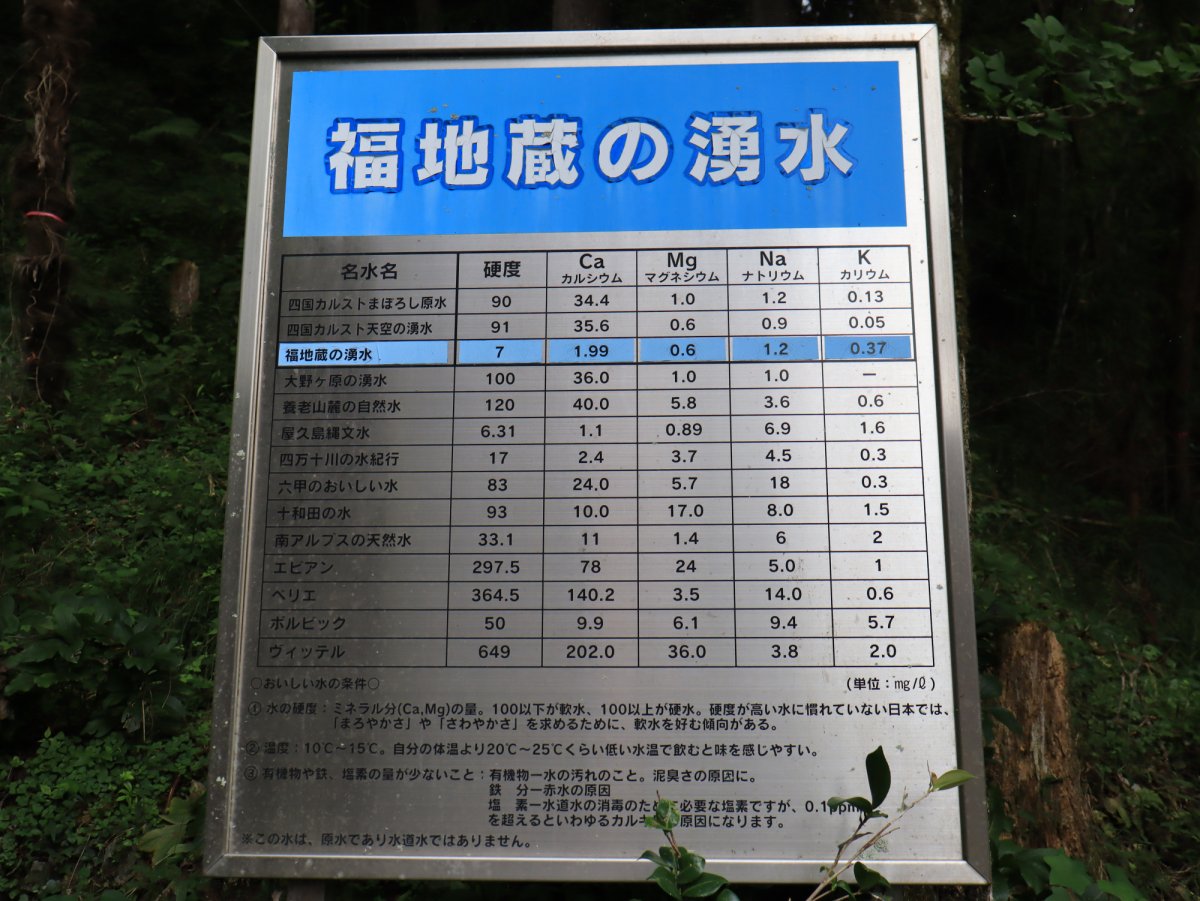 福地蔵の湧水
名水名 硬度 Ca カルシウム Mg マグネシウム Na ナトリウム K カリウム
四国カルストまぼろし原水 90 34.4 1.0 1.2 0.13
四国カルスト天空の湧水 91 35.6 0.6 0.9 0.05
福地蔵の湧水 7 1.99 0.6 1.2 0.37
大野ヶ原の湧水 100 36.0 1.0 1.0 ー
養老山麓の自然水 120 40.0 5.8 3.6 0.6
屋久島縄文水 6.31 1.1 0.89 6.9 1.6
四万十川の水紀行 17 2.4 3.7 4.5 0.3
六甲のおいしい水 83 24.0 5.7 18 0.3
十和田の水 93 10.0 17.0 8.0 1.5
南アルプスの天然水 33.1 11 1.4 6 2
エビアン 297.5 78 24 5.0 1
ペリエ 364.5 140.2 3.5 14.0 0.6
ボルビック 50 9.9 6.1 9.4 5.7
ヴィッテル 649 202.0 36.0 3.8 2.0
○おいしい水の条件○ (単位：㎎/ℓ)
① 水の硬度：ミネラル分(Ca,Mg)の量。100以下が軟水、100以上が硬水。硬度が高い水に慣れていない日本では、
「まろやかさ」や「さわやかさ」を求めるために、軟水を好む傾向がある。
② 温度：10℃～15℃。自分の体温より20℃～25℃くらい低い水温で飲むと味を感じやすい。
③ 有機物や鉄、塩素の量が少ないこと：有機物ー水の汚れのこと。泥臭さの原因に。
鉄　分ー赤水の原因
塩　素ー水道水の消毒のた に必要な塩素ですが、0.1ppm
を超えるといわゆるカルキ 原因になります。
※この水は、原水であり水道水ではありません。